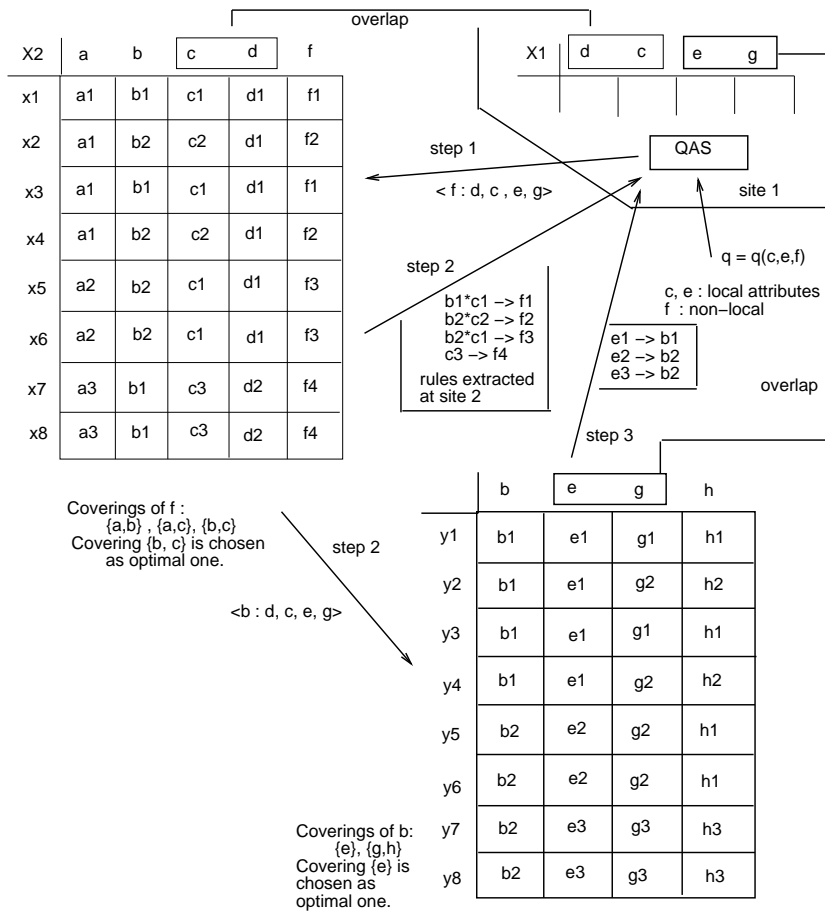 overlap
X2 a b c d f
x1 a1 b1 c1 d1 f1
x2 a1 b2 c2 d1 f2
x3 a1 b1 c1 d1 f1
x4 a1 b2 c2 d1 f2
x5 a2 b2 c1 d1 f3
x6 a2 b2 c1 d1 f3
x7 a3 b1 c3 d2 f4
x8 a3 b1 c3 d2 f4
X1 d c e g
QAS
site 1
step 1
< f : d, c , e, g>
q = q(c,e,f)
c, e : local attributes
f : non–local
step 2
b1*c1 –> f1
b2*c2 –> f2
b2*c1 –> f3
c3 –> f4
rules extracted
at site 2
e1 –> b1
e2 –> b2
e3 –> b2
overlap
step 3
Coverings of f :
{a,b} , {a,c}, {b,c}
Covering {b, c} is chosen
as optimal one.
step 2
<b : d, c, e, g>
b e g h
y1 b1 e1 g1 h1
y2 b1 e1 g2 h2
y3 b1 e1 g1 h1
y4 b1 e1 g2 h2
y5 b2 e2 g2 h1
y6 b2 e2 g2 h1
y7 b2 e3 g3 h3
y8 b2 e3 g3 h3
Coverings of b:
{e}, {g,h}
Covering {e} is
chosen as
optimal one.